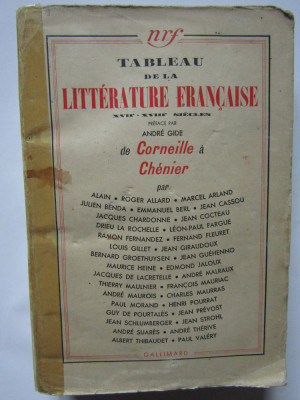 nrf
TABLEAU
DE LA
LITTÉRATURE FRANÇAISE
XVIIᵉ - XVIIIᵉ SIÈCLES
PRÉFACE PAR
ANDRÉ GIDE
de Corneille à
Chénier
par
ALAIN • ROGER ALLARD • MARCEL ARLAND
JULIEN BENDA • EMMANUEL BERL • JEAN CASSOU
JACQUES CHARDONNE • JEAN COCTEAU
DRIEU LA ROCHELLE • LÉON-PAUL FARGUE
RAMON FERNANDEZ • FERNAND FLEURET
LOUIS GILLET • JEAN GIRAUDOUX
BERNARD GROETHUYSEN • JEAN GUÉHENNO
MAURICE HEINE • EDMOND JALOUX
JACQUES DE LACRETELLE • ANDRÉ MALRAUX
THIERRY MAULNIER • FRANÇOIS MAURIAC
ANDRÉ MAUROIS • CHARLES MAURRAS
PAUL MORAND • HENRI POURRAT
GUY DE POURTALÈS • JEAN PRÉVOST
JEAN SCHLUMBERGER • JEAN STROHL
ANDRÉ SUARÈS • ANDRÉ THÉRIVE
ALBERT THIBAUDET • PAUL VALÉRY
GALLIMARD